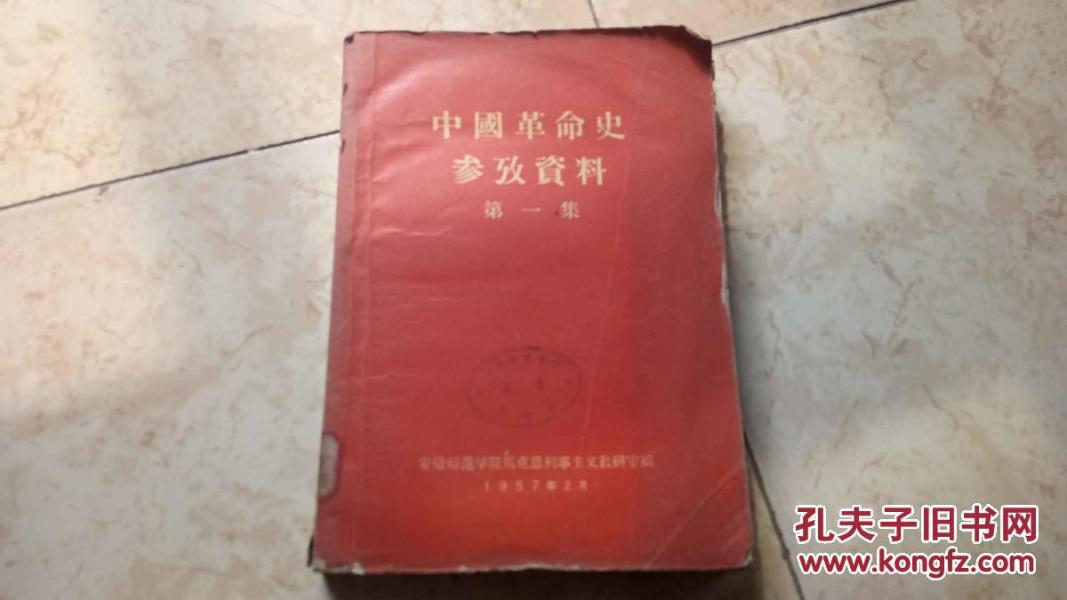 中國革命史
参攷資料
第一集
安徽师范学院馬克思列寧主义教研室編
1957年2月
孔夫子旧书网
www.kongfz.com